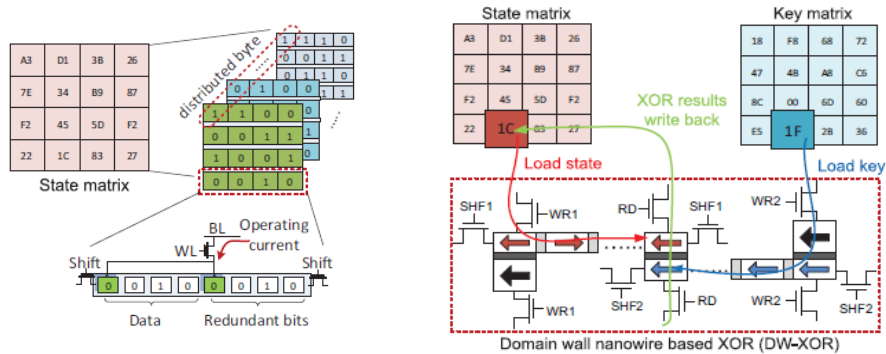 A3 D1 3B 26
7E 34 B9 87
F2 45 5D F2
22 1C 83 27
State matrix
distributed byte
1 1 1 0
0 0 1 1
1 1 1 0
0 1 0 0
1 1 0 0
0 0 1 1
1 0 0 1
0 0 1 0
BL
WL
Operating
current
Shift
Shift
0 0 1 0 0 0 1 0
Data
Redundant bits
State matrix
A3 D1 3B 26
7E 34 B9 87
F2 45 5D F2
22 1C 83 27
Key matrix
18 F8 68 72
47 4B A8 C6
8C 00 6D 60
E5 1F 2B 36
XOR results
write back
Load state
Load key
SHF1
WR1
RD
SHF1
WR2
WR1
SHF2
RD
WR2
SHF2
Domain wall nanowire based XOR (DW-XOR)